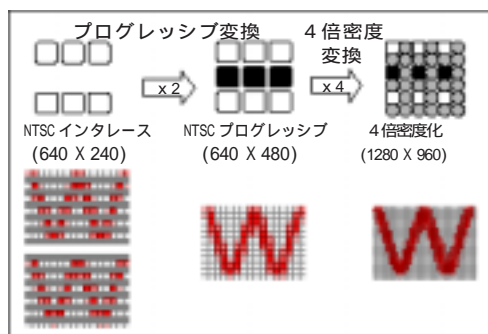 プログレッシブ変換
４倍密度
変換
x 2
x 4
NTSC インタレース
(640 X 240)
NTSC プログレッシブ
(640 X 480)
４倍密度化
(1280 X 960)
W
W